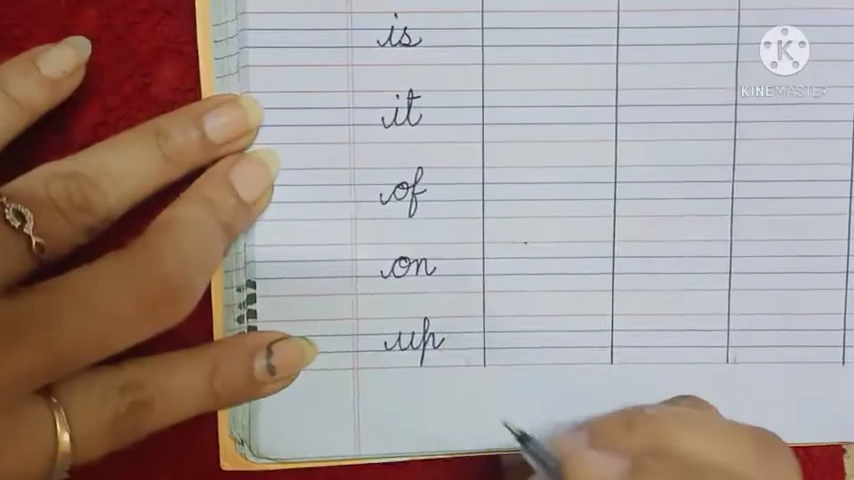 is
it
of
on
up
K
KINEMASTER